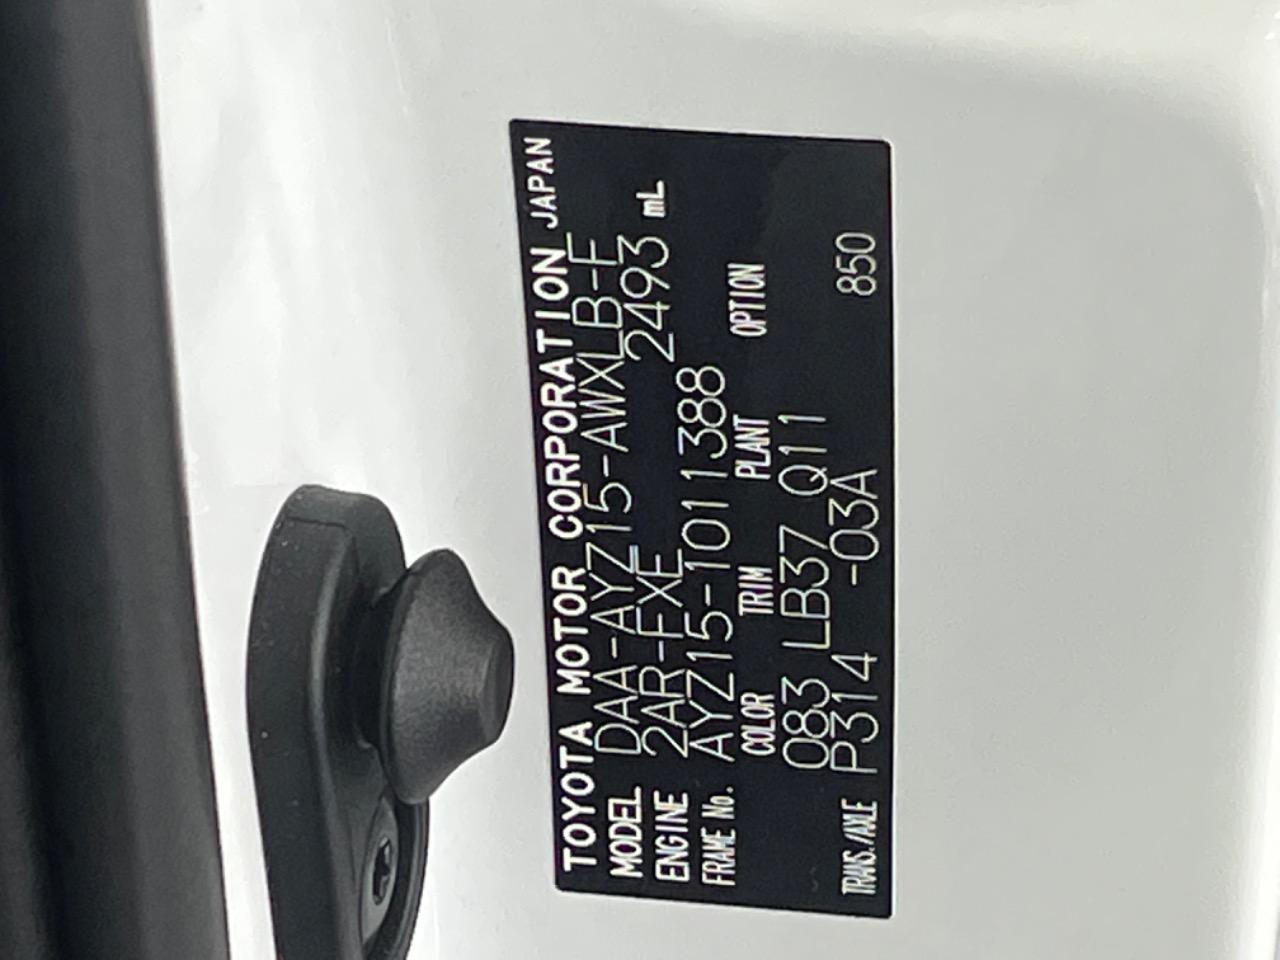 TOYOTA MOTOR CORPORATION JAPAN
MODEL DAA-AYZ15-AWXLB-F
ENGINE 2AR-FXE 2493 mL
FRAME No. AYZ15-1011388
COLOR TRIM PLANT OPTION
083 LB37 Q11
TRANS./AXLE P314 -03A 850